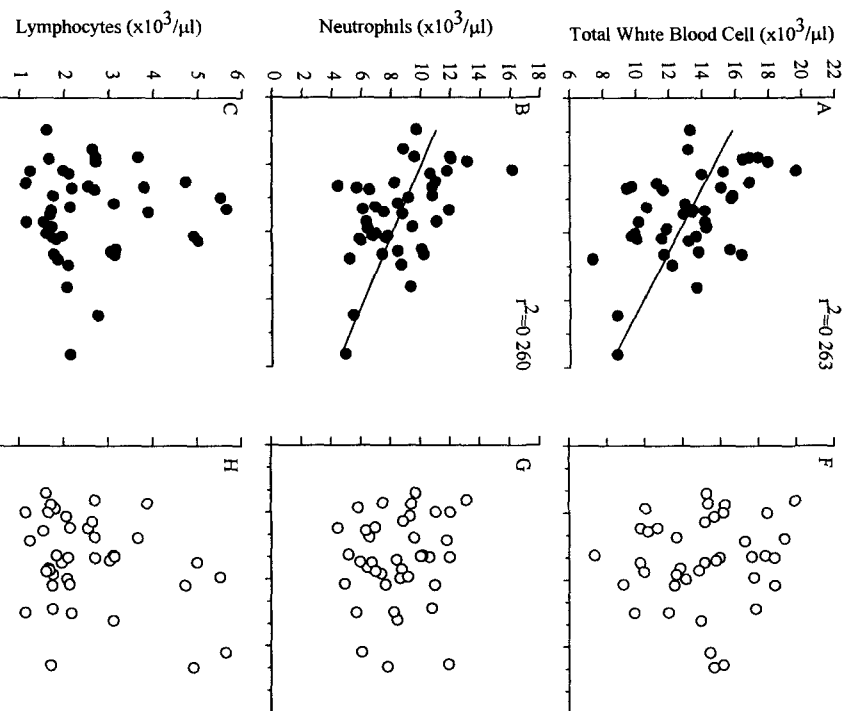 Lymphocytes (x10³/µl)
1 2 3 4 5 6
C
Neutrophils (x10³/µl)
0 2 4 6 8 10 12 14 16 18
B
r²=0 260
Total White Blood Cell (x10³/µl)
6 8 10 12 14 16 18 20 22
A
r²=0 263
H
G
F